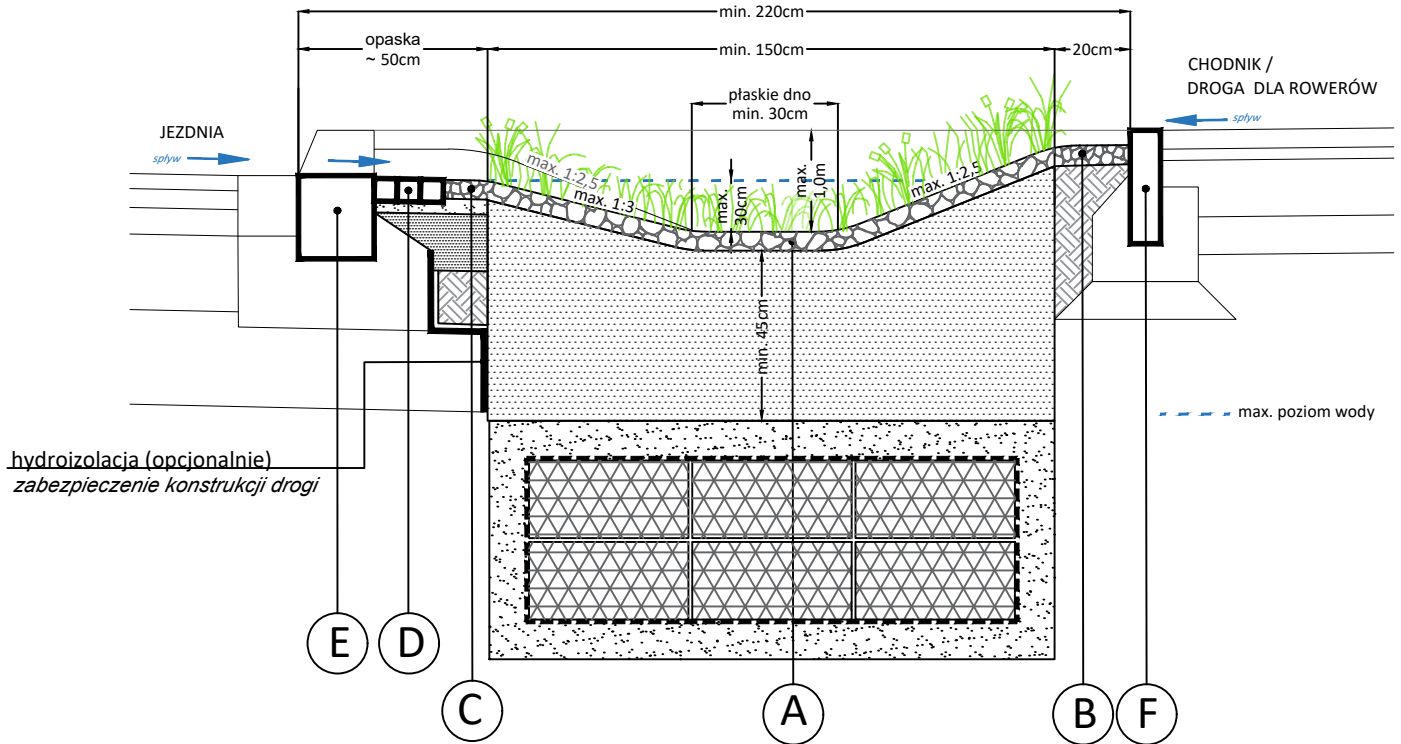 min. 220cm
opaska
~ 50cm
min. 150cm
20cm
CHODNIK /
DROGA DLA ROWERÓW
płaskie dno
min. 30cm
JEZDNIA
spływ
spływ
max. 1:2,5
max. 1:3
max.
30cm
max.
1,0m
max. 1:2,5
min. 45cm
max. poziom wody
hydroizolacja (opcjonalnie)
zabezpieczenie konstrukcji drogi
E
D
C
A
B
F